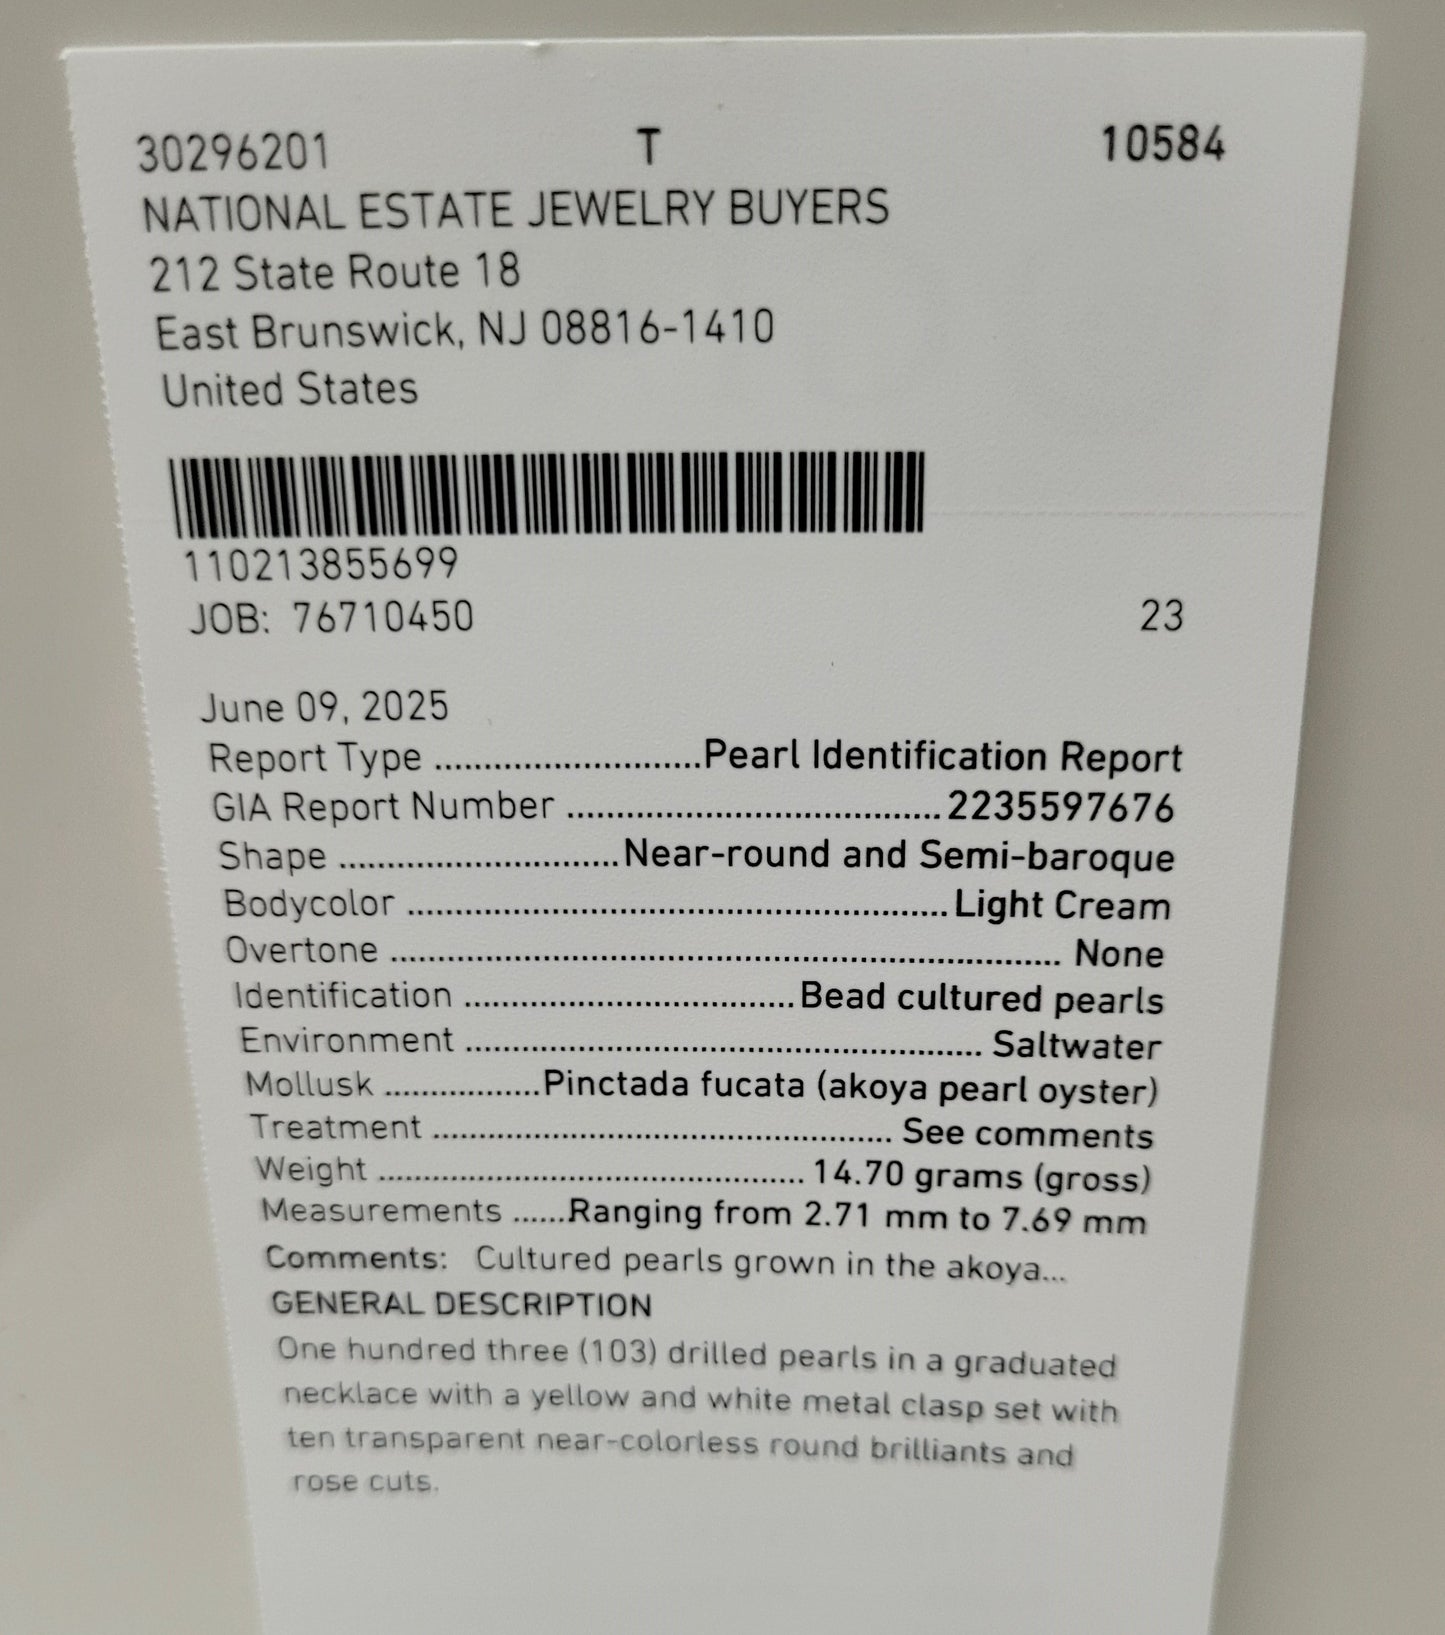 30296201 T 10584
NATIONAL ESTATE JEWELRY BUYERS
212 State Route 18
East Brunswick, NJ 08816-1410
United States
110213855699
JOB: 76710450 23
June 09, 2025
Report Type ...........................Pearl Identification Report
GIA Report Number ......................................2235597676
Shape ............................Near-round and Semi-baroque
Bodycolor ........................................................Light Cream
Overtone ..................................................................... None
Identification ..................................Bead cultured pearls
Environment ...................................................... Saltwater
Mollusk ................Pinctada fucata (akoya pearl oyster)
Treatment ................................................ See comments
Weight ............................................ 14.70 grams (gross)
Measurements ......Ranging from 2.71 mm to 7.69 mm
Comments: Cultured pearls grown in the akoya...
GENERAL DESCRIPTION
One hundred three (103) drilled pearls in a graduated
necklace with a yellow and white metal clasp set with
ten transparent near-colorless round brilliants and
rose cuts.